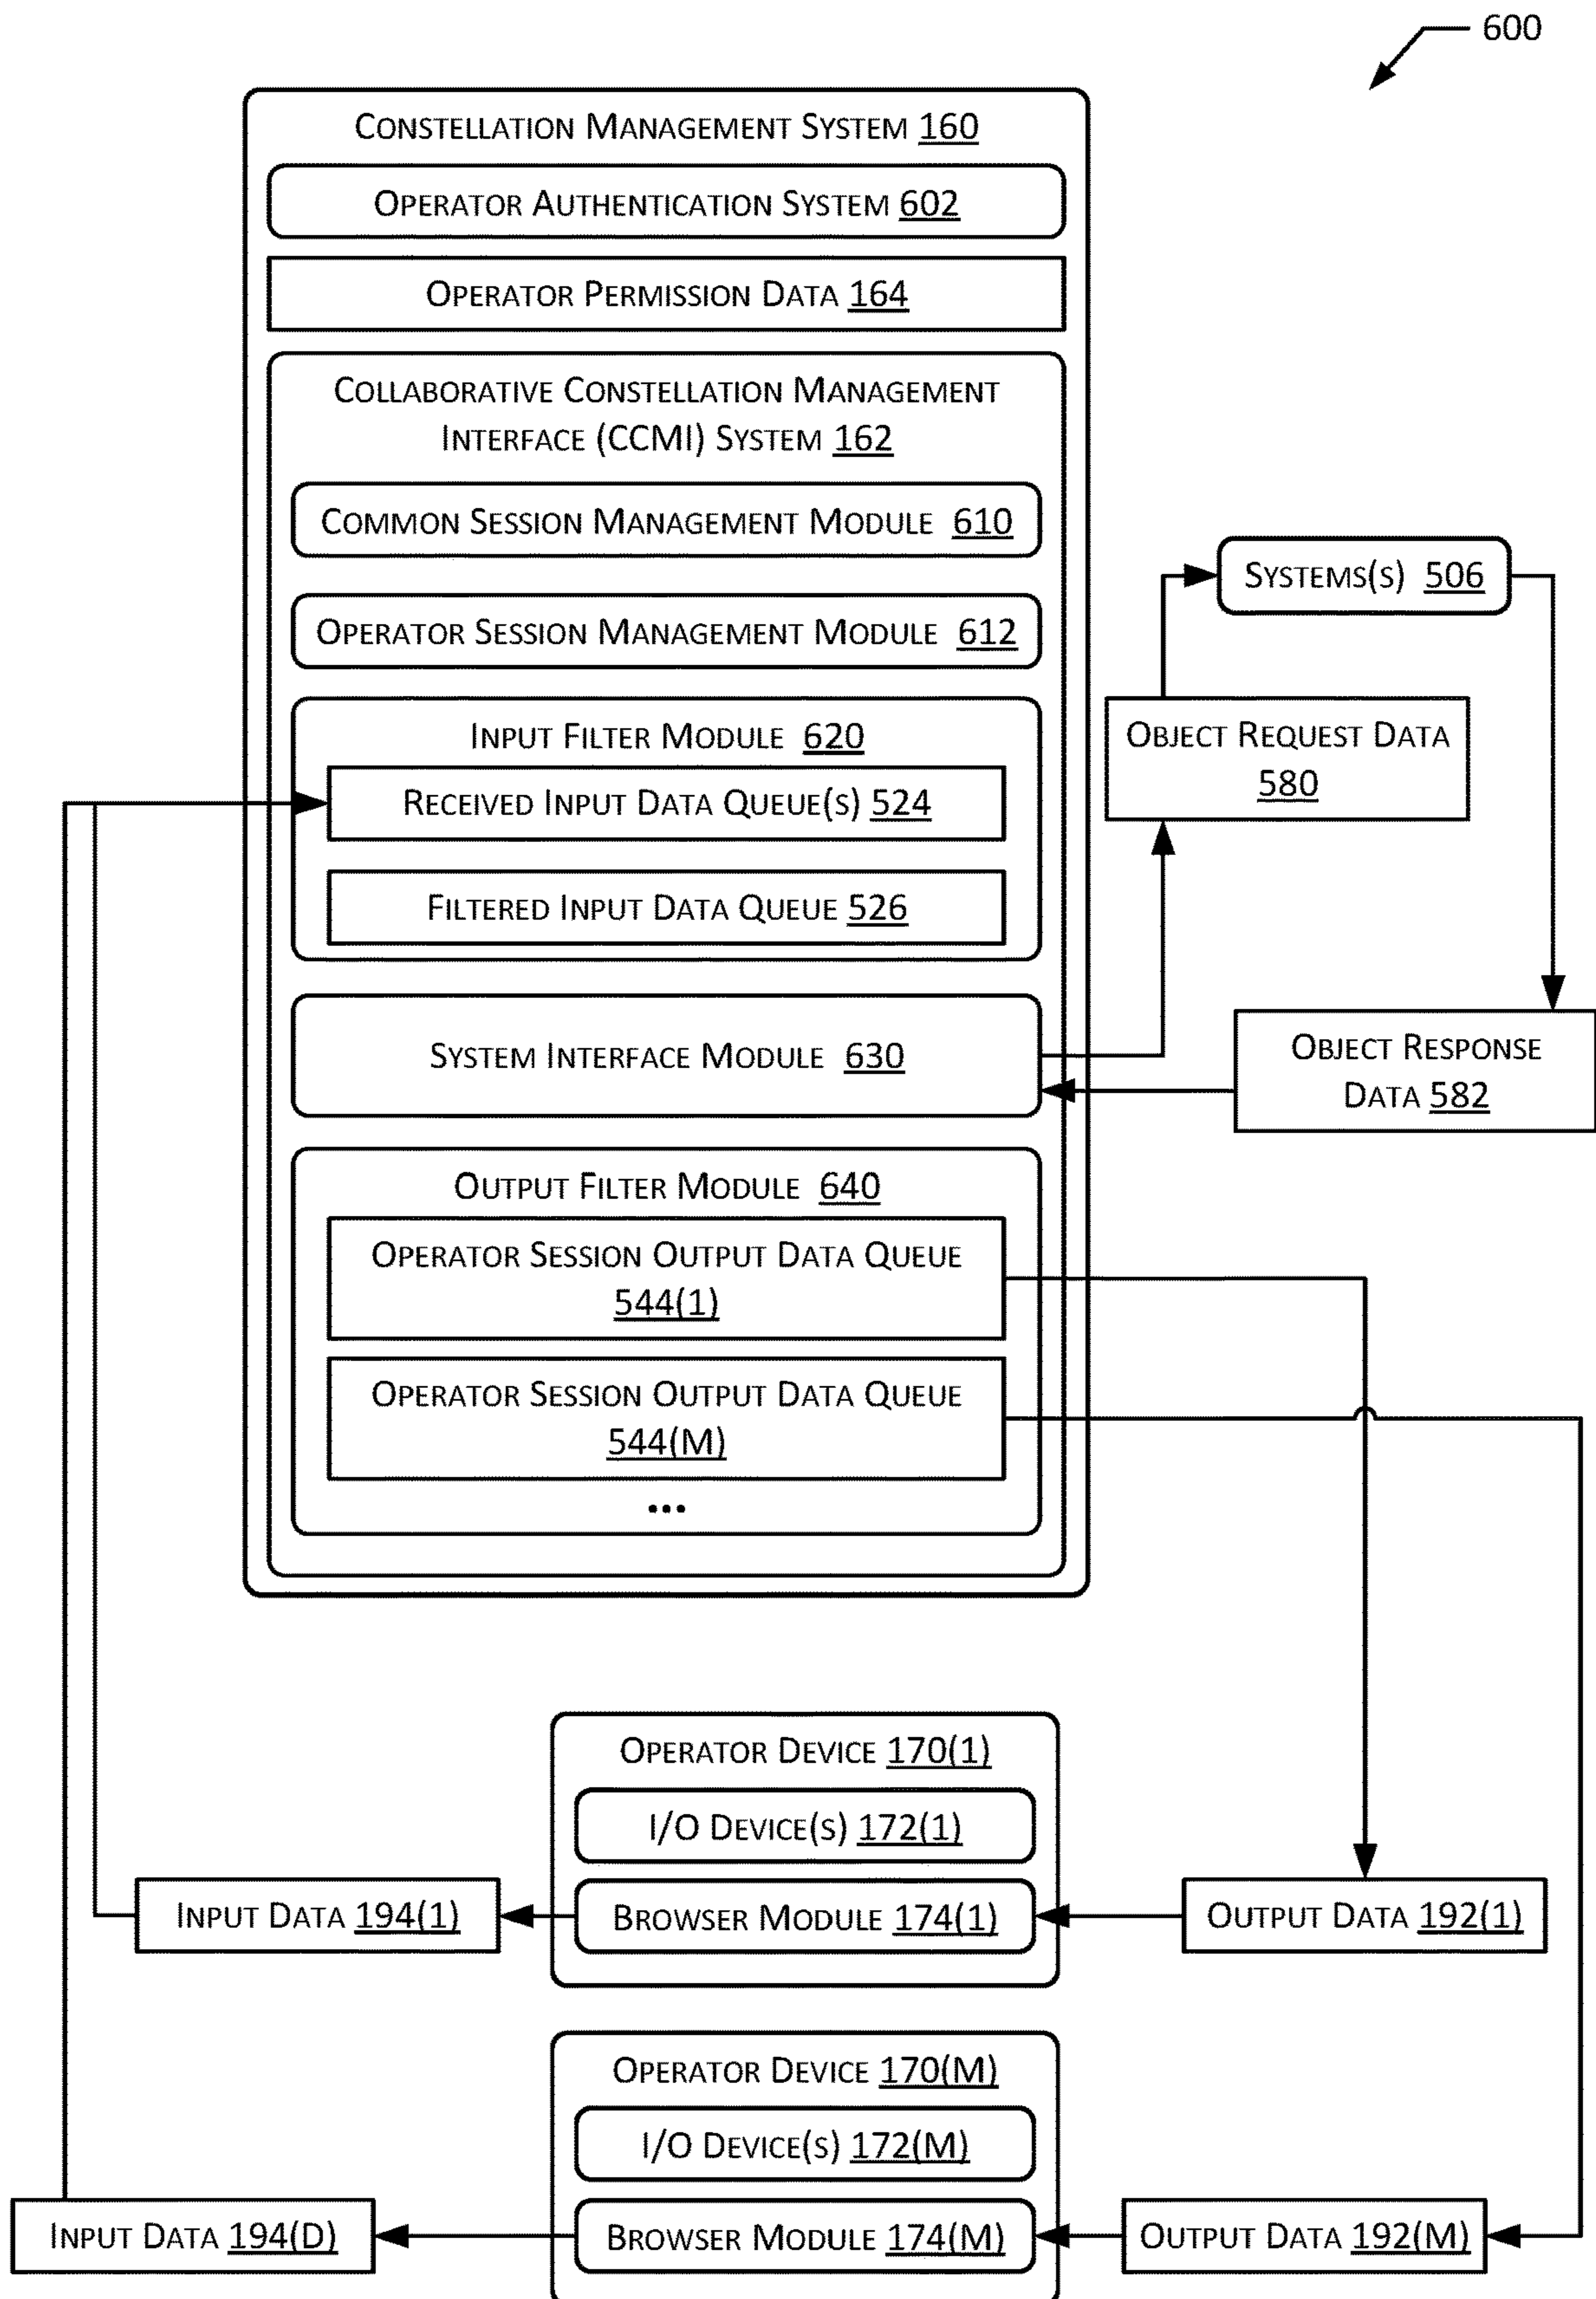 600
CONSTELLATION MANAGEMENT SYSTEM 160
OPERATOR AUTHENTICATION SYSTEM 602
OPERATOR PERMISSION DATA 164
COLLABORATIVE CONSTELLATION MANAGEMENT
INTERFACE (CCMI) SYSTEM 162
COMMON SESSION MANAGEMENT MODULE 610
OPERATOR SESSION MANAGEMENT MODULE 612
INPUT FILTER MODULE 620
RECEIVED INPUT DATA QUEUE(S) 524
FILTERED INPUT DATA QUEUE 526
SYSTEM INTERFACE MODULE 630
OUTPUT FILTER MODULE 640
OPERATOR SESSION OUTPUT DATA QUEUE
544(1)
OPERATOR SESSION OUTPUT DATA QUEUE
544(M)
...
SYSTEMS(S) 506
OBJECT REQUEST DATA
580
OBJECT RESPONSE
DATA 582
OPERATOR DEVICE 170(1)
I/O DEVICE(S) 172(1)
INPUT DATA 194(1)
BROWSER MODULE 174(1)
OUTPUT DATA 192(1)
OPERATOR DEVICE 170(M)
I/O DEVICE(S) 172(M)
INPUT DATA 194(D)
BROWSER MODULE 174(M)
OUTPUT DATA 192(M)